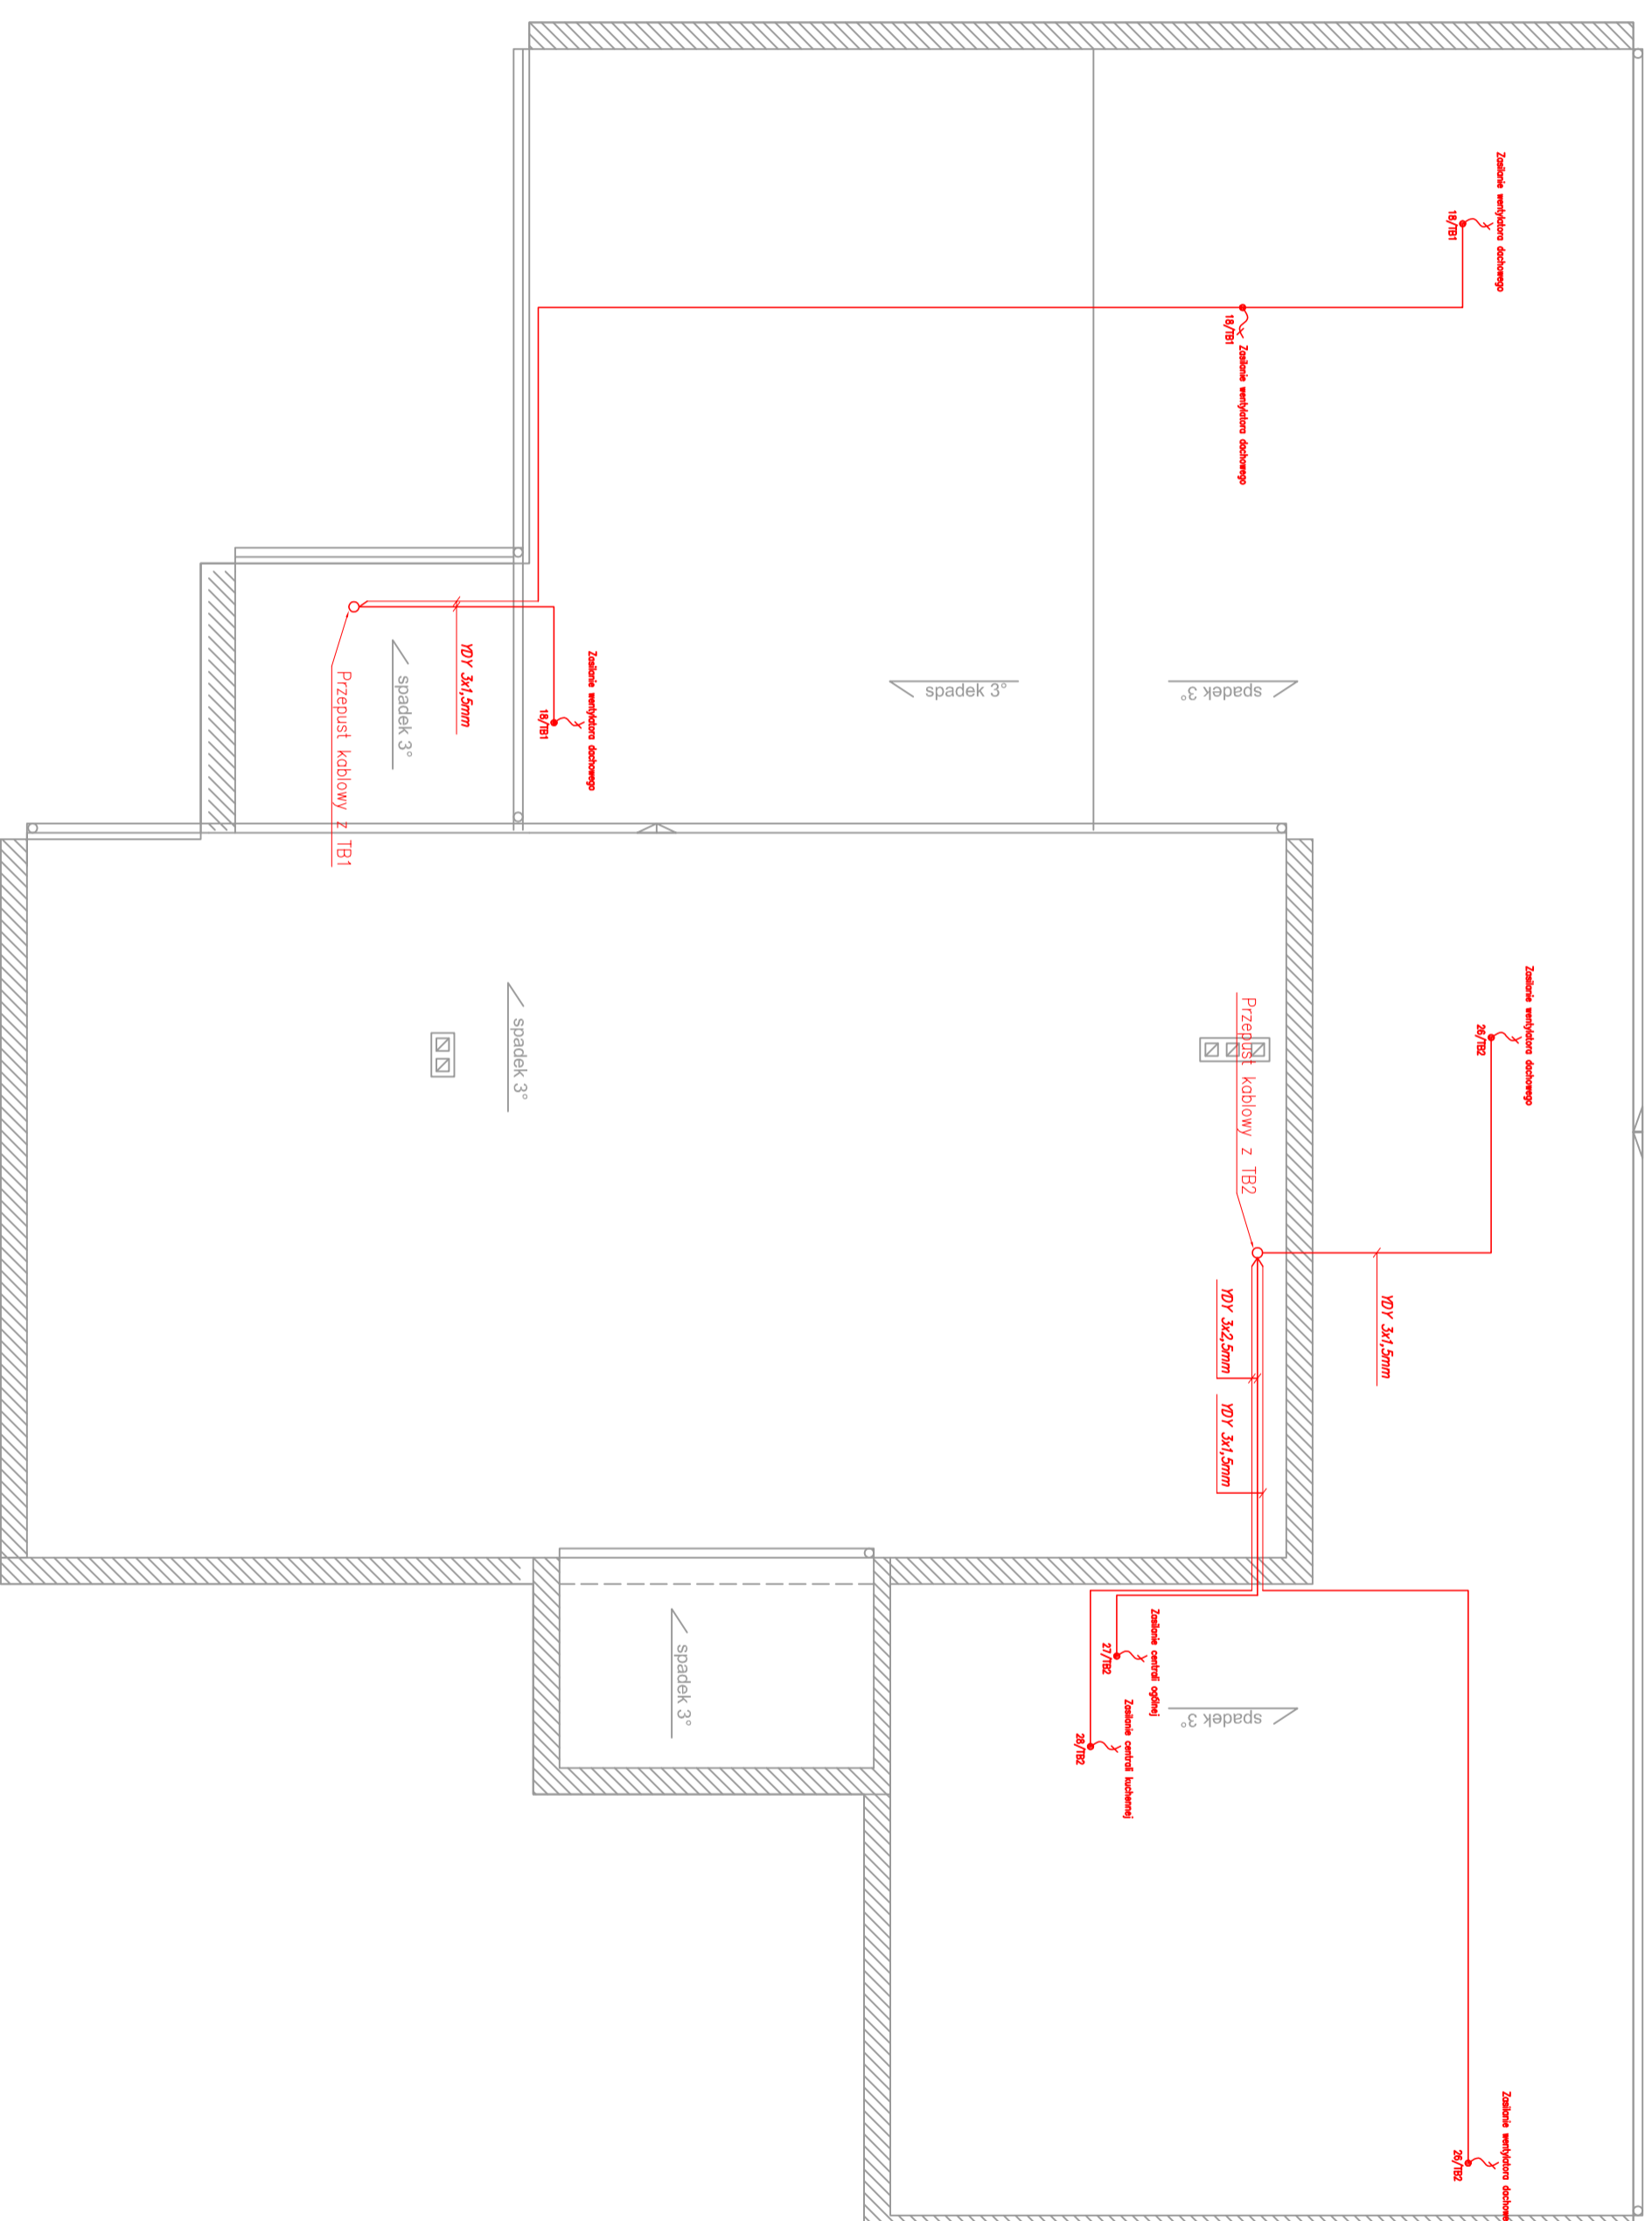 Zasilanie wentylatora dachowego
18/TB1
18/TB1
Zasilanie wentylatora dachowego
Zasilanie wentylatora dachowego
18/TB1
YDY 3x1,5mm
Przepust kablowy z TB1
spadek 3°
spadek 3°
spadek 3°
Zasilanie wentylatora dachowego
26/TB2
Przepust kablowy z TB2
spadek 3°
YDY 3x1,5mm
YDY 3x2,5mm
YDY 3x1,5mm
Zasilanie centrali ogólnej
27/TB2
Zasilanie centrali kuchennej
28/TB2
spadek 3°
spadek 3°
Zasilanie wentylatora dachowe
26/TB2